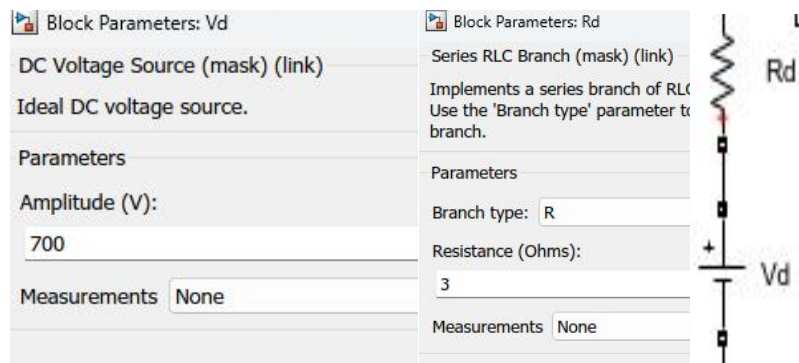 Block Parameters: Vd
DC Voltage Source (mask) (link)
Ideal DC voltage source.
Parameters
Amplitude (V):
700
Measurements None
Block Parameters: Rd
Series RLC Branch (mask) (link)
Implements a series branch of RLC
Use the 'Branch type' parameter to
branch.
Parameters
Branch type: R
Resistance (Ohms):
3
Measurements None
Rd
+
Vd